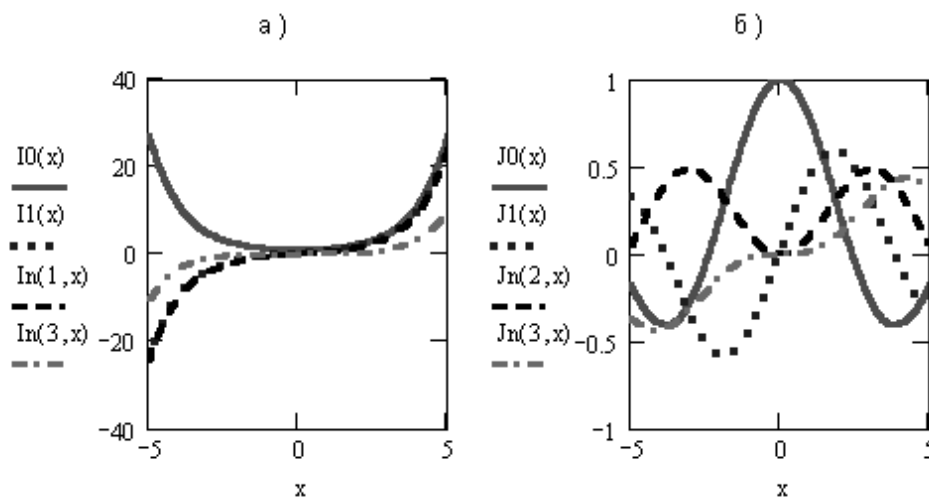 а )
40
20
0
−20
−40
I0(x)
I1(x)
In(1,x)
In(3,x)
−5
0
5
x
б )
1
0.5
0
−0.5
−1
J0(x)
J1(x)
Jn(2,x)
Jn(3,x)
−5
0
5
x